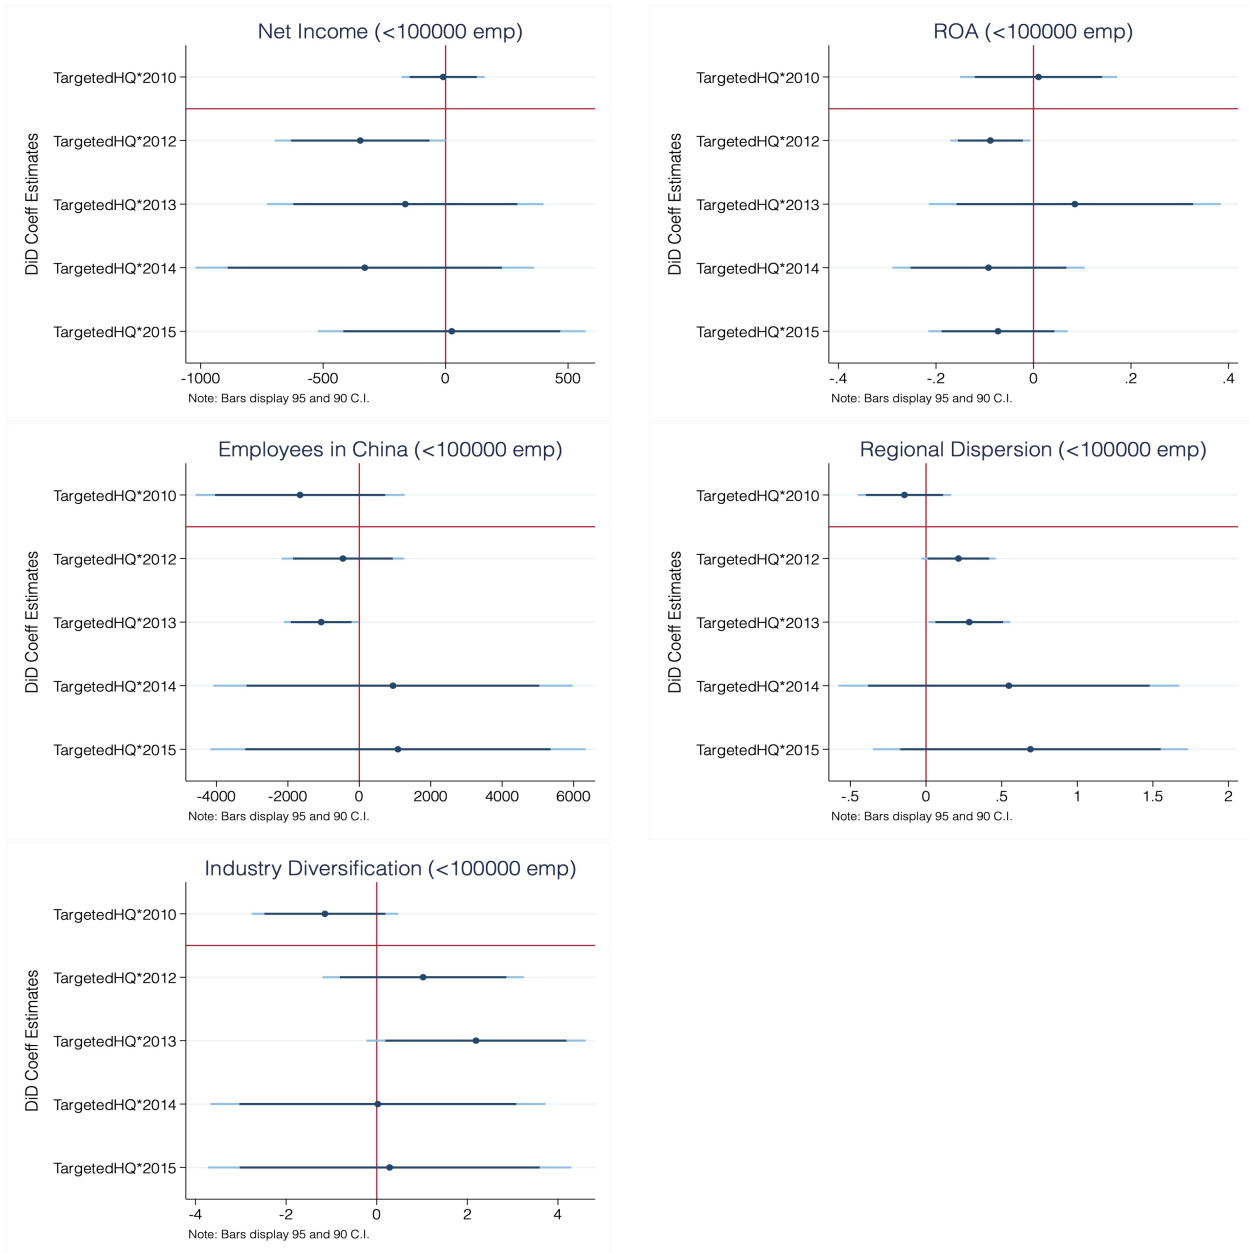 Net Income (<100000 emp)
DiD Coeff Estimates
TargetedHQ*2010
TargetedHQ*2012
TargetedHQ*2013
TargetedHQ*2014
TargetedHQ*2015
-1000 -500 0 500
Note: Bars display 95 and 90 C.I.
ROA (<100000 emp)
DiD Coeff Estimates
TargetedHQ*2010
TargetedHQ*2012
TargetedHQ*2013
TargetedHQ*2014
TargetedHQ*2015
-.4 -.2 0 .2 .4
Note: Bars display 95 and 90 C.I.
Employees in China (<100000 emp)
DiD Coeff Estimates
TargetedHQ*2010
TargetedHQ*2012
TargetedHQ*2013
TargetedHQ*2014
TargetedHQ*2015
-4000 -2000 0 2000 4000 6000
Note: Bars display 95 and 90 C.I.
Regional Dispersion (<100000 emp)
DiD Coeff Estimates
TargetedHQ*2010
TargetedHQ*2012
TargetedHQ*2013
TargetedHQ*2014
TargetedHQ*2015
-.5 0 .5 1 1.5 2
Note: Bars display 95 and 90 C.I.
Industry Diversification (<100000 emp)
DiD Coeff Estimates
TargetedHQ*2010
TargetedHQ*2012
TargetedHQ*2013
TargetedHQ*2014
TargetedHQ*2015
-4 -2 0 2 4
Note: Bars display 95 and 90 C.I.